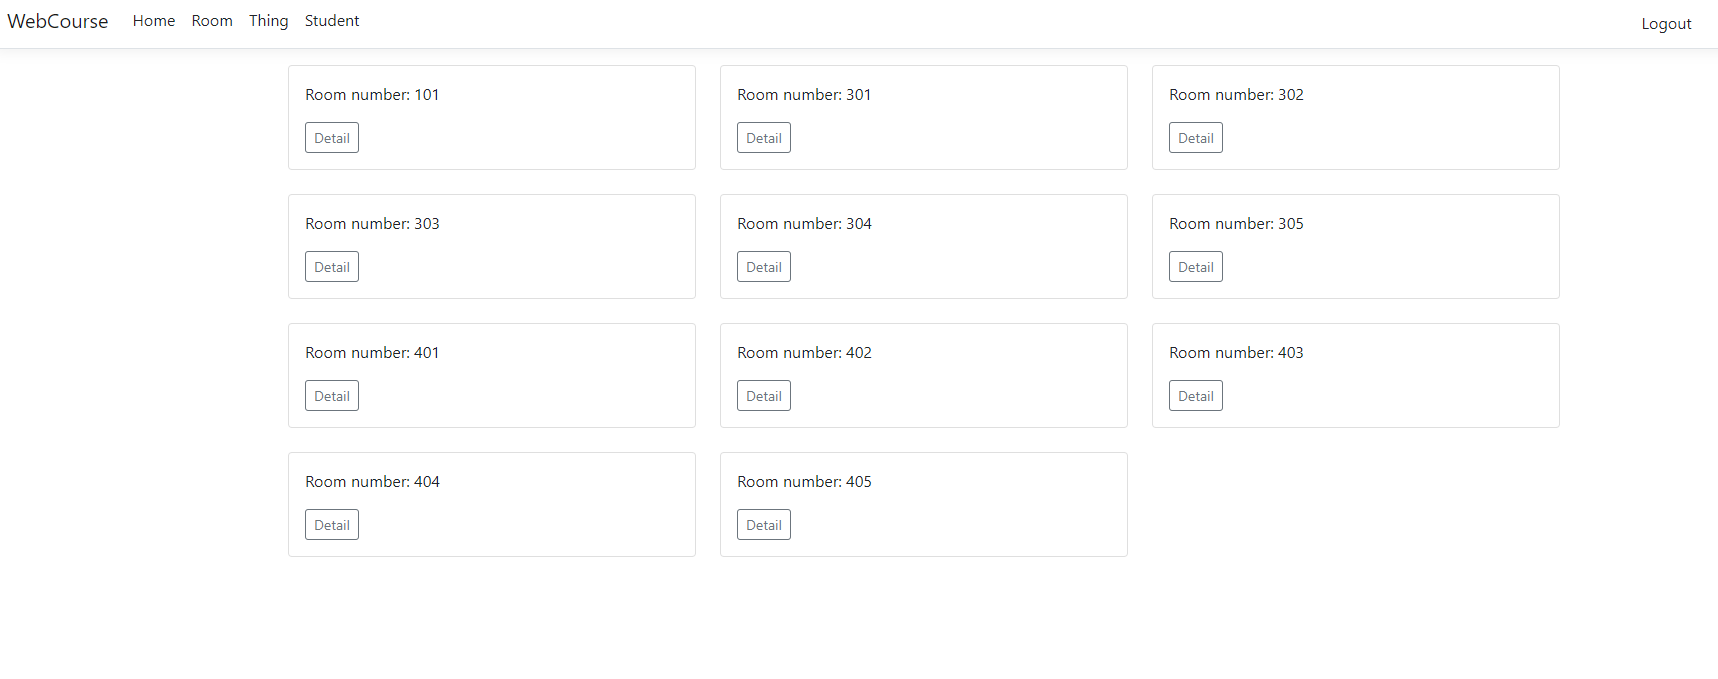 WebCourse Home Room Thing Student Logout
Room number: 101 Room number: 301 Room number: 302
Detail Detail Detail
Room number: 303 Room number: 304 Room number: 305
Detail Detail Detail
Room number: 401 Room number: 402 Room number: 403
Detail Detail Detail
Room number: 404 Room number: 405
Detail Detail